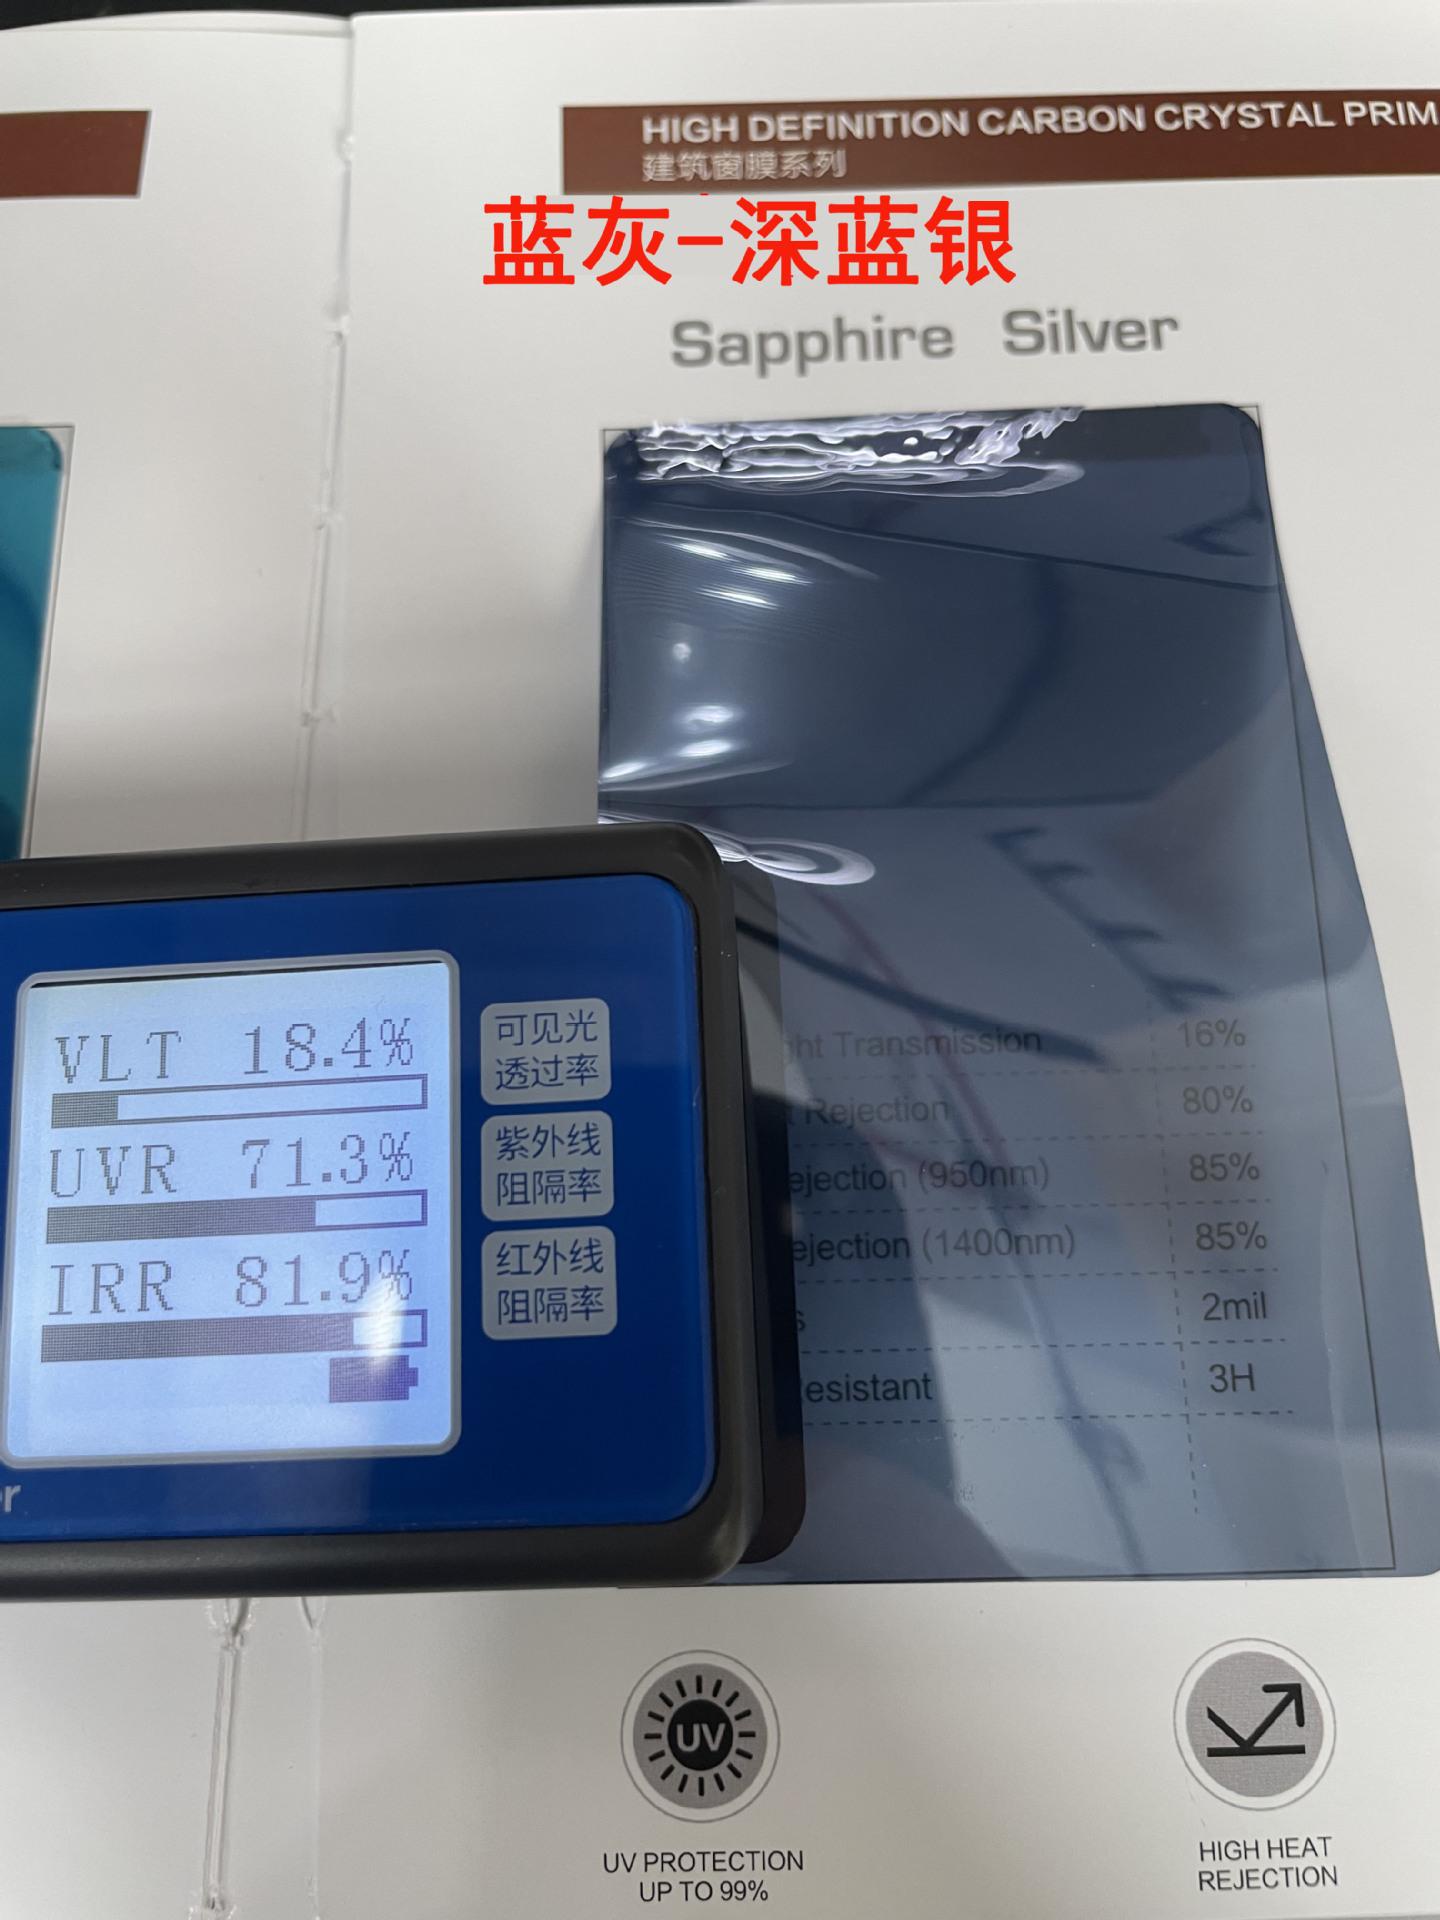 HIGH DEFINITION CARBON CRYSTAL PRIM
建筑窗膜系列
蓝灰-深蓝银
Sapphire Silver
VLT 18.4%
可见光
透过率
UVR 71.3%
紫外线
阻隔率
IRR 81.9%
红外线
阻隔率
er
ght Transmission 16%
t Rejection 80%
ejection (950nm) 85%
ejection (1400nm) 85%
s 2mil
esistant 3H
UV
UV PROTECTION
UP TO 99%
HIGH HEAT
REJECTION